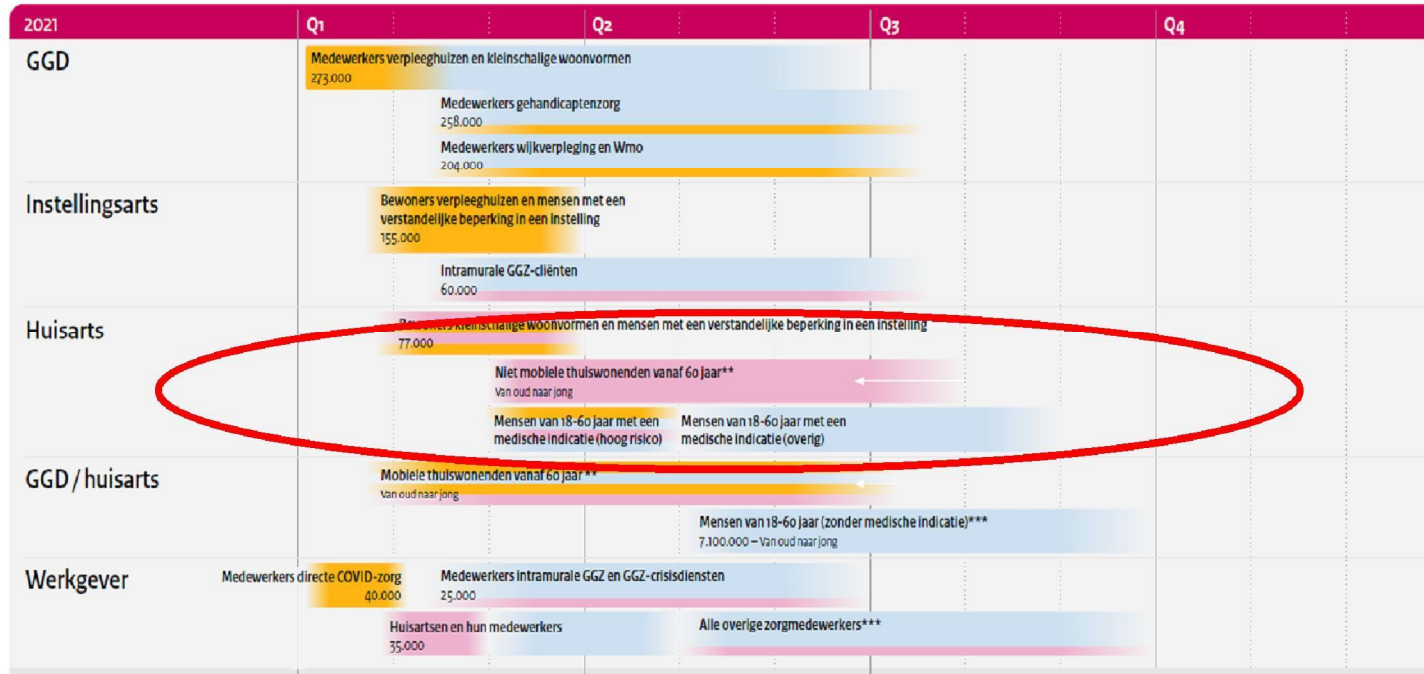 2021 Q1 Q2 Q3 Q4
GGD
Medewerkers verpleeghuizen en kleinschalige woonvormen
273.000
Medewerkers gehandicaptenzorg
258.000
Medewerkers wijkverpleging en Wmo
204.000
Instellingsarts
Bewoners verpleeghuizen en mensen met een
verstandelijke beperking in een instelling
155.000
Intramurale GGZ-cliënten
60.000
Huisarts
Bewoners kleinschalige woonvormen en mensen met een verstandelijke beperking in een instelling
77.000
Niet mobiele thuiswonenden vanaf 60 jaar**
Van oud naar jong
Mensen van 18-60 jaar met een
medische indicatie (hoog risico)
Mensen van 18-60 jaar met een
medische indicatie (overig)
GGD / huisarts
Mobiele thuiswonenden vanaf 60 jaar **
Van oud naar jong
Mensen van 18-60 jaar (zonder medische indicatie)***
7.100.000 – Van oud naar jong
Werkgever
Medewerkers directe COVID-zorg
40.000
Medewerkers intramurale GGZ en GGZ-crisisdiensten
25.000
Huisartsen en hun medewerkers
35.000
Alle overige zorgmedewerkers***